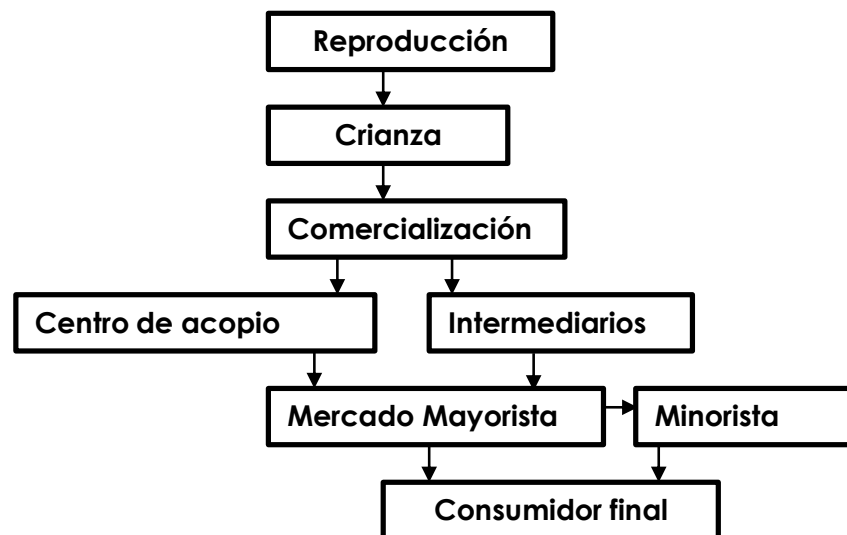 Reproducción
Crianza
Comercialización
Centro de acopio
Intermediarios
Mercado Mayorista
Minorista
Consumidor final